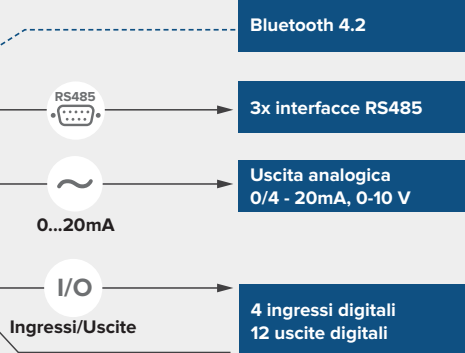 Bluetooth 4.2
RS485
3x interfacce RS485
Uscita analogica
0/4 - 20mA, 0-10 V
0...20mA
I/O
Ingressi/Uscite
4 ingressi digitali
12 uscite digitali